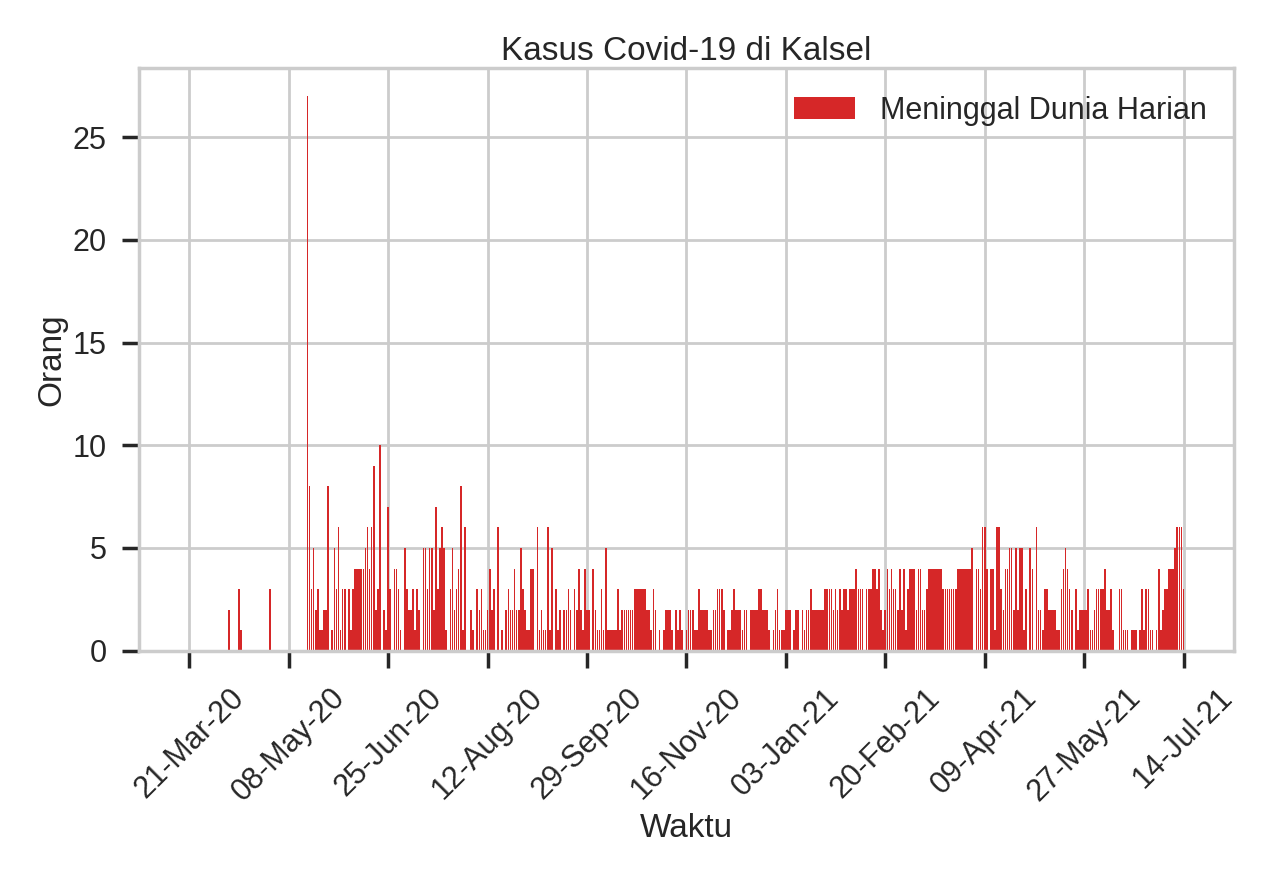 Kasus Covid-19 di Kalsel
Meninggal Dunia Harian
Orang
25
20
15
10
5
0
21-Mar-20
08-May-20
25-Jun-20
12-Aug-20
29-Sep-20
16-Nov-20
03-Jan-21
20-Feb-21
09-Apr-21
27-May-21
14-Jul-21
Waktu